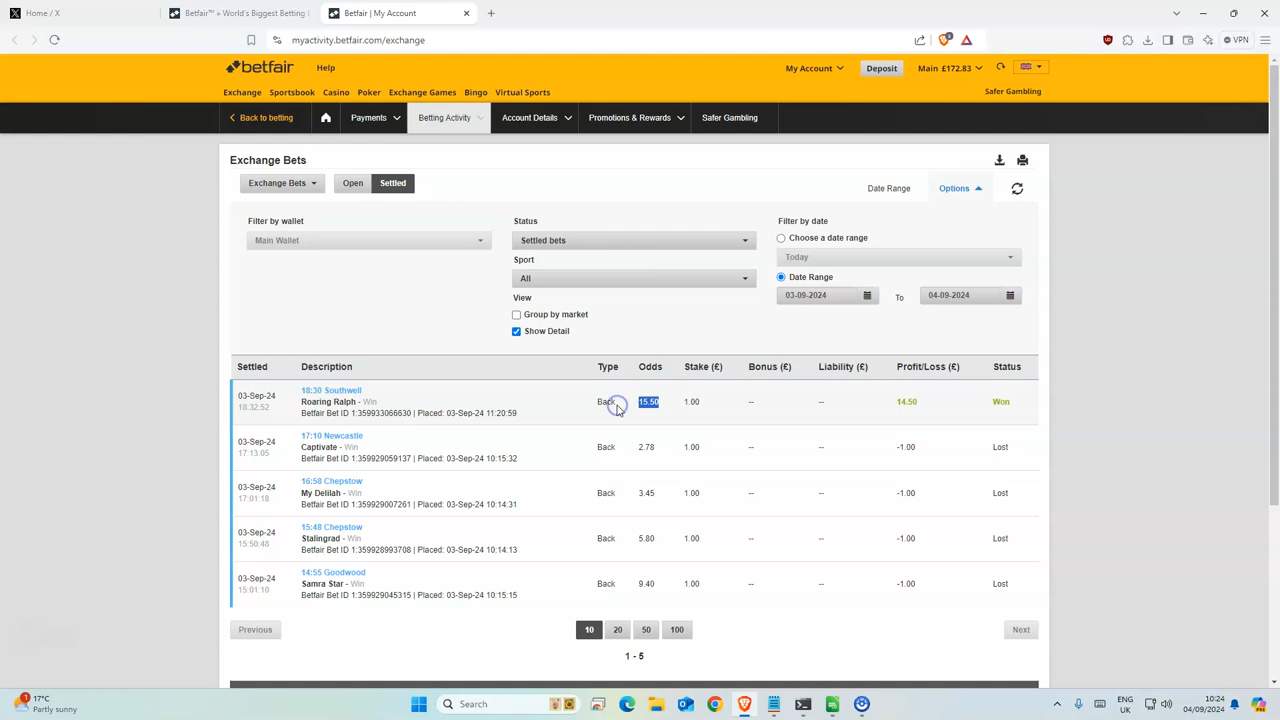 Home / X
Betfair™ » World's Biggest Betting
Betfair | My Account
myactivity.betfair.com/exchange
1
VPN
betfair
Help
My Account
Deposit
Main £172.83
Exchange Sportsbook Casino Poker Exchange Games Bingo Virtual Sports
Safer Gambling
Back to betting
Payments
Betting Activity
Account Details
Promotions & Rewards
Safer Gambling
Exchange Bets
Exchange Bets
Open
Settled
Date Range
Options
Filter by wallet
Main Wallet
Status
Settled bets
Sport
All
View
Group by market
Show Detail
Filter by date
Choose a date range
Today
Date Range
03-09-2024
To
04-09-2024
Settled Description Type Odds Stake (£) Bonus (£) Liability (£) Profit/Loss (£) Status
03-Sep-24
18:32:52
18:30 Southwell
Roaring Ralph - Win
Betfair Bet ID 1:359933066630 | Placed: 03-Sep-24 11:20:59
Back 15.50 1.00 -- -- 14.50 Won
03-Sep-24
17:13:05
17:10 Newcastle
Captivate - Win
Betfair Bet ID 1:359929059137 | Placed: 03-Sep-24 10:15:32
Back 2.78 1.00 -- -- -1.00 Lost
03-Sep-24
17:01:18
16:58 Chepstow
My Delilah - Win
Betfair Bet ID 1:359929007261 | Placed: 03-Sep-24 10:14:31
Back 3.45 1.00 -- -- -1.00 Lost
03-Sep-24
15:50:48
15:48 Chepstow
Stalingrad - Win
Betfair Bet ID 1:359928993708 | Placed: 03-Sep-24 10:14:13
Back 5.80 1.00 -- -- -1.00 Lost
03-Sep-24
15:01:10
14:55 Goodwood
Samra Star - Win
Betfair Bet ID 1:359929045315 | Placed: 03-Sep-24 10:15:15
Back 9.40 1.00 -- -- -1.00 Lost
Previous
10 20 50 100
Next
1 - 5
1
17°C
Partly sunny
Search
ENG
UK
10:24
04/09/2024